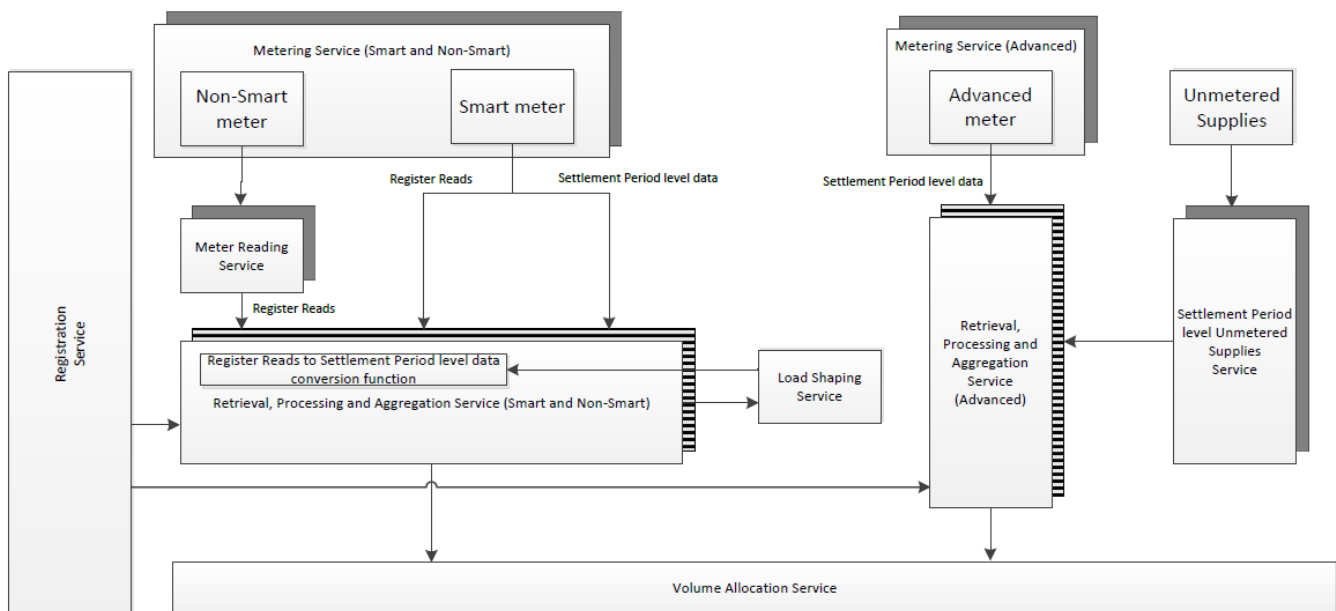 Metering Service (Smart and Non-Smart)
Non-Smart
meter
Smart meter
Metering Service (Advanced)
Advanced
meter
Unmetered
Supplies
Register Reads
Settlement Period level data
Settlement Period level data
Meter Reading
Service
Register Reads
Registration
Service
Register Reads to Settlement Period level data
conversion function
Retrieval, Processing and Aggregation Service (Smart and Non-Smart)
Load Shaping
Service
Retrieval,
Processing and
Aggregation
Service
(Advanced)
Settlement Period
level Unmetered
Supplies
Service
Volume Allocation Service